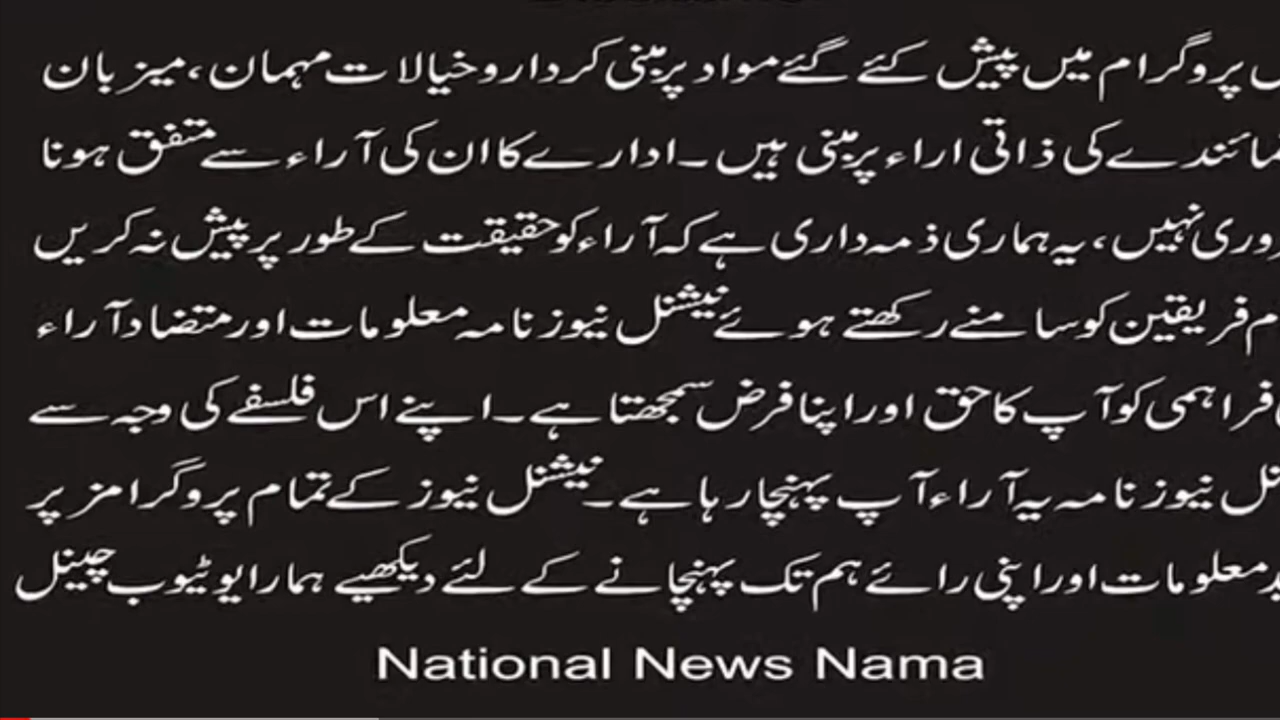 پروگرام میں پیش کئے گئے مواد پر مبنی کردار و خیالات مہمان، میزبان
کی ذاتی اراء پر مبنی ہیں۔ ادارے کا ان کی آراء سے متفق ہونا
نہیں، یہ ہماری ذمہ داری ہے کہ آراء کو حقیقت کے طور پر پیش نہ کریں
فریقین کو سامنے رکھتے ہوئے نیشنل نیوز نامہ معلومات اور متضاد آراء
فراہمی کو آپ کا حق اور اپنا فرض سمجھتا ہے۔ اپنے اس فلسفے کی وجہ سے
نیوز نامہ یہ آراء آپ پہنچا رہا ہے۔ نیشنل نیوز کے تمام پروگرامز پر
معلومات اور اپنی رائے ہم تک پہنچانے کے لئے دیکھیے ہمارا یوٹیوب چینل
National News Nama